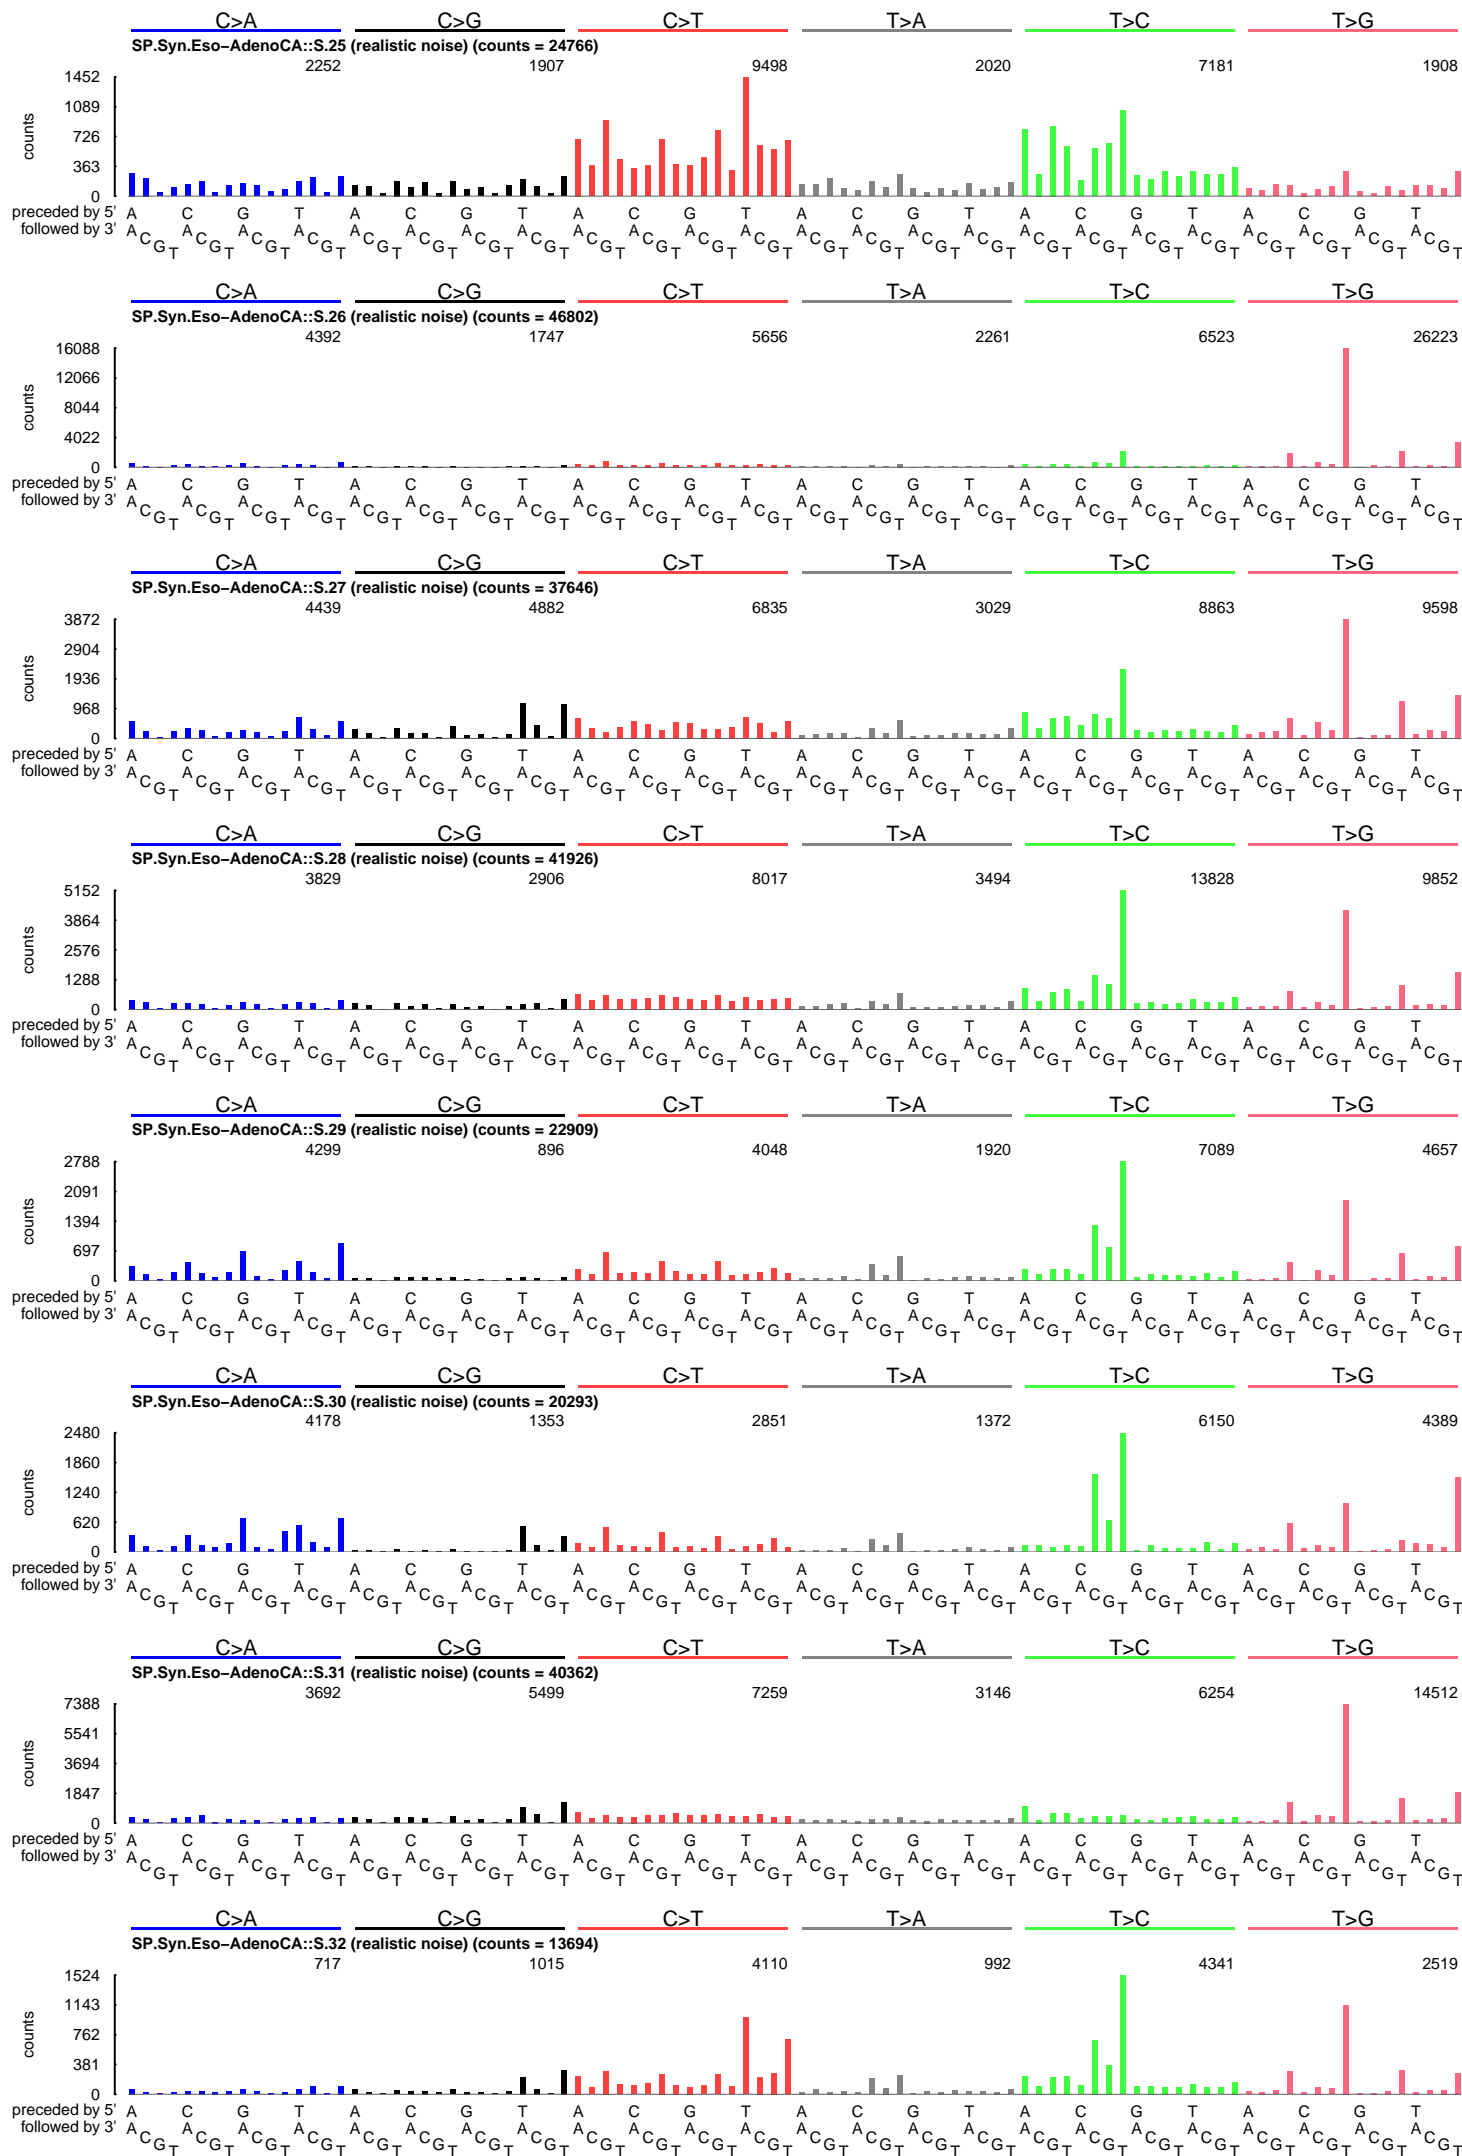 C>A C>G C>T T>A T>C T>G
SP.Syn.Eso−AdenoCA::S.25 (realistic noise) (counts = 24766)
2252 1907 9498 2020 7181 1908
1452
1089
726
363
0
counts
preceded by 5' A C G T A C G T A C G T A C G T A C G T A C G T
followed by 3' A C G T A C G T A C G T A C G T A C G T A C G T A C G T A C G T A C G T A C G T A C G T A C G T A C G T A C G T A C G T A C G T A C G T A C G T A C G T A C G T A C G T A C G T A C G T A C G T
C>A C>G C>T T>A T>C T>G
SP.Syn.Eso−AdenoCA::S.26 (realistic noise) (counts = 46802)
4392 1747 5656 2261 6523 26223
16088
12066
8044
4022
0
counts
preceded by 5' A C G T A C G T A C G T A C G T A C G T A C G T
followed by 3' A C G T A C G T A C G T A C G T A C G T A C G T A C G T A C G T A C G T A C G T A C G T A C G T A C G T A C G T A C G T A C G T A C G T A C G T A C G T A C G T A C G T A C G T A C G T A C G T
C>A C>G C>T T>A T>C T>G
SP.Syn.Eso−AdenoCA::S.27 (realistic noise) (counts = 37646)
4439 4882 6835 3029 8863 9598
3872
2904
1936
968
0
counts
preceded by 5' A C G T A C G T A C G T A C G T A C G T A C G T
followed by 3' A C G T A C G T A C G T A C G T A C G T A C G T A C G T A C G T A C G T A C G T A C G T A C G T A C G T A C G T A C G T A C G T A C G T A C G T A C G T A C G T A C G T A C G T A C G T A C G T
C>A C>G C>T T>A T>C T>G
SP.Syn.Eso−AdenoCA::S.28 (realistic noise) (counts = 41926)
3829 2906 8017 3494 13828 9852
5152
3864
2576
1288
0
counts
preceded by 5' A C G T A C G T A C G T A C G T A C G T A C G T
followed by 3' A C G T A C G T A C G T A C G T A C G T A C G T A C G T A C G T A C G T A C G T A C G T A C G T A C G T A C G T A C G T A C G T A C G T A C G T A C G T A C G T A C G T A C G T A C G T A C G T
C>A C>G C>T T>A T>C T>G
SP.Syn.Eso−AdenoCA::S.29 (realistic noise) (counts = 22909)
4299 896 4048 1920 7089 4657
2788
2091
1394
697
0
counts
preceded by 5' A C G T A C G T A C G T A C G T A C G T A C G T
followed by 3' A C G T A C G T A C G T A C G T A C G T A C G T A C G T A C G T A C G T A C G T A C G T A C G T A C G T A C G T A C G T A C G T A C G T A C G T A C G T A C G T A C G T A C G T A C G T A C G T
C>A C>G C>T T>A T>C T>G
SP.Syn.Eso−AdenoCA::S.30 (realistic noise) (counts = 20293)
4178 1353 2851 1372 6150 4389
2480
1860
1240
620
0
counts
preceded by 5' A C G T A C G T A C G T A C G T A C G T A C G T
followed by 3' A C G T A C G T A C G T A C G T A C G T A C G T A C G T A C G T A C G T A C G T A C G T A C G T A C G T A C G T A C G T A C G T A C G T A C G T A C G T A C G T A C G T A C G T A C G T A C G T
C>A C>G C>T T>A T>C T>G
SP.Syn.Eso−AdenoCA::S.31 (realistic noise) (counts = 40362)
3692 5499 7259 3146 6254 14512
7388
5541
3694
1847
0
counts
preceded by 5' A C G T A C G T A C G T A C G T A C G T A C G T
followed by 3' A C G T A C G T A C G T A C G T A C G T A C G T A C G T A C G T A C G T A C G T A C G T A C G T A C G T A C G T A C G T A C G T A C G T A C G T A C G T A C G T A C G T A C G T A C G T A C G T
C>A C>G C>T T>A T>C T>G
SP.Syn.Eso−AdenoCA::S.32 (realistic noise) (counts = 13694)
717 1015 4110 992 4341 2519
1524
1143
762
381
0
counts
preceded by 5' A C G T A C G T A C G T A C G T A C G T A C G T
followed by 3' A C G T A C G T A C G T A C G T A C G T A C G T A C G T A C G T A C G T A C G T A C G T A C G T A C G T A C G T A C G T A C G T A C G T A C G T A C G T A C G T A C G T A C G T A C G T A C G T